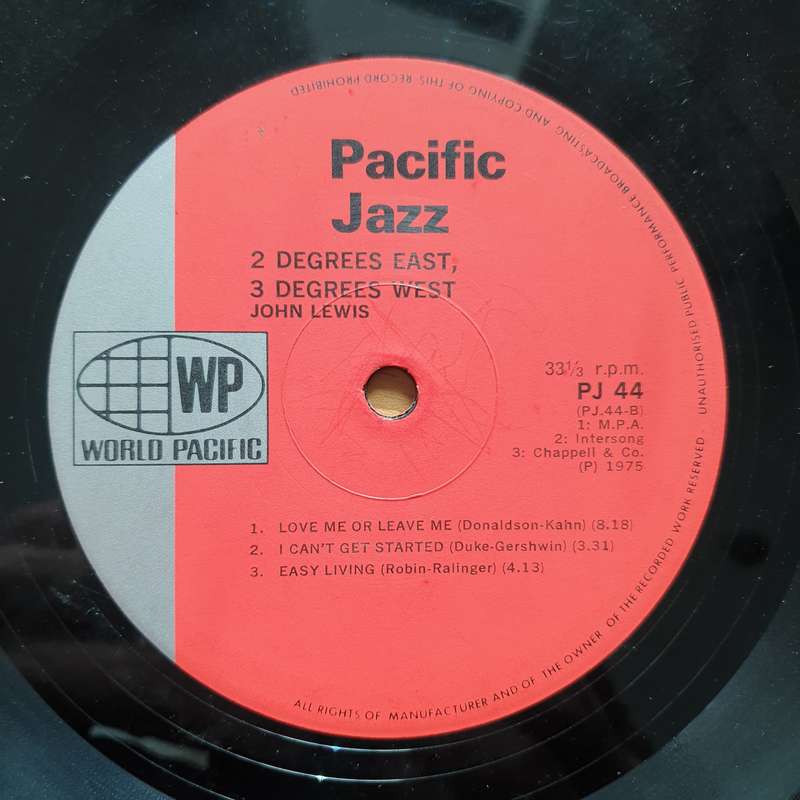 Pacific
Jazz
2 DEGREES EAST,
3 DEGREES WEST
JOHN LEWIS
WP
WORLD PACIFIC
33⅓ r.p.m.
PJ 44
(PJ.44-B)
1: M.P.A.
2: Intersong
3: Chappell & Co.
(P) 1975
1. LOVE ME OR LEAVE ME (Donaldson-Kahn) (8.18)
2. I CAN'T GET STARTED (Duke-Gershwin) (3.31)
3. EASY LIVING (Robin-Ralinger) (4.13)
ALL RIGHTS OF MANUFACTURER AND OF THE OWNER OF THE RECORDED WORK RESERVED. UNAUTHORISED PUBLIC PERFORMANCE BROADCASTING AND COPYING OF THIS RECORD PROHIBITED